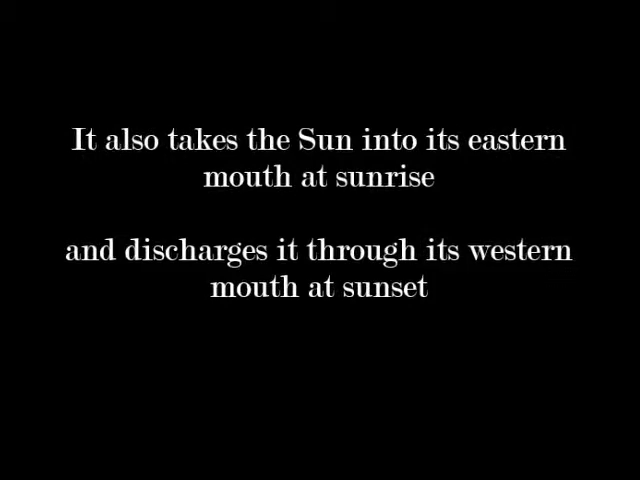 It also takes the Sun into its eastern
mouth at sunrise
and discharges it through its western
mouth at sunset